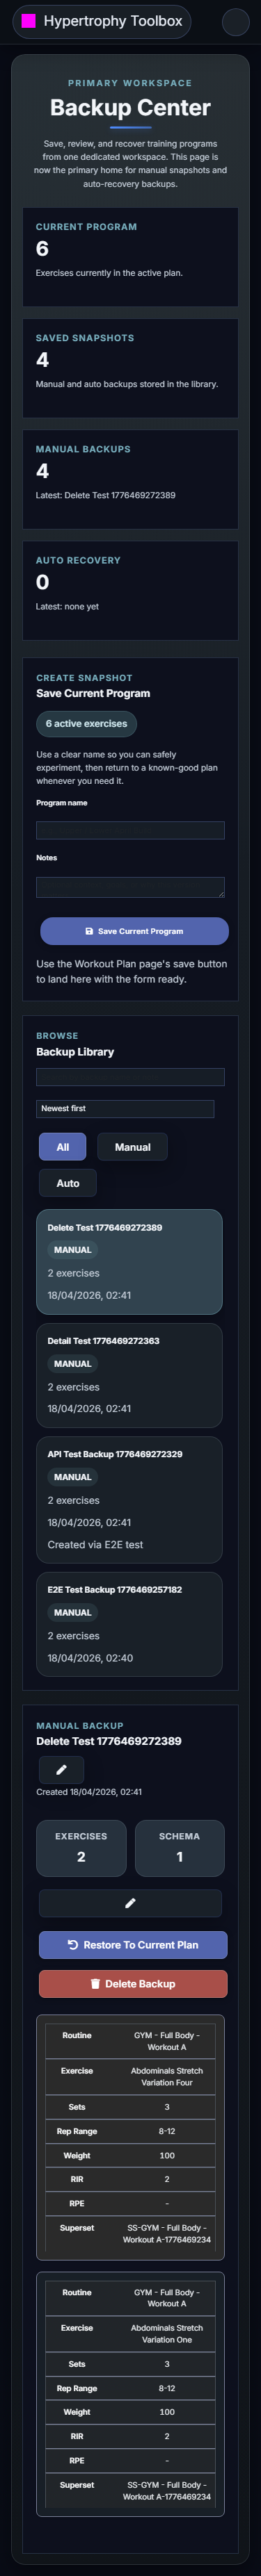 Hypertrophy Toolbox
PRIMARY WORKSPACE
Backup Center
Save, review, and recover training programs
from one dedicated workspace. This page is
now the primary home for manual snapshots and
auto-recovery backups.
CURRENT PROGRAM
6
Exercises currently in the active plan.
SAVED SNAPSHOTS
4
Manual and auto backups stored in the library.
MANUAL BACKUPS
4
Latest: Delete Test 1776469272389
AUTO RECOVERY
0
Latest: none yet
CREATE SNAPSHOT
Save Current Program
6 active exercises
Use a clear name so you can safely
experiment, then return to a known-good plan
whenever you need it.
Program name
Notes
Save Current Program
Use the Workout Plan page's save button
to land here with the form ready.
BROWSE
Backup Library
Newest first
All
Manual
Auto
Delete Test 1776469272389
MANUAL
2 exercises
18/04/2026, 02:41
Detail Test 1776469272363
MANUAL
2 exercises
18/04/2026, 02:41
API Test Backup 1776469272329
MANUAL
2 exercises
18/04/2026, 02:41
Created via E2E test
E2E Test Backup 1776469257182
MANUAL
2 exercises
18/04/2026, 02:40
MANUAL BACKUP
Delete Test 1776469272389
Created 18/04/2026, 02:41
EXERCISES
2
SCHEMA
1
Restore To Current Plan
Delete Backup
Routine GYM - Full Body -
Workout A
Exercise Abdominals Stretch
Variation Four
Sets 3
Rep Range 8-12
Weight 100
RIR 2
RPE -
Superset SS-GYM - Full Body -
Workout A-1776469234
Routine GYM - Full Body -
Workout A
Exercise Abdominals Stretch
Variation One
Sets 3
Rep Range 8-12
Weight 100
RIR 2
RPE -
Superset SS-GYM - Full Body -
Workout A-1776469234